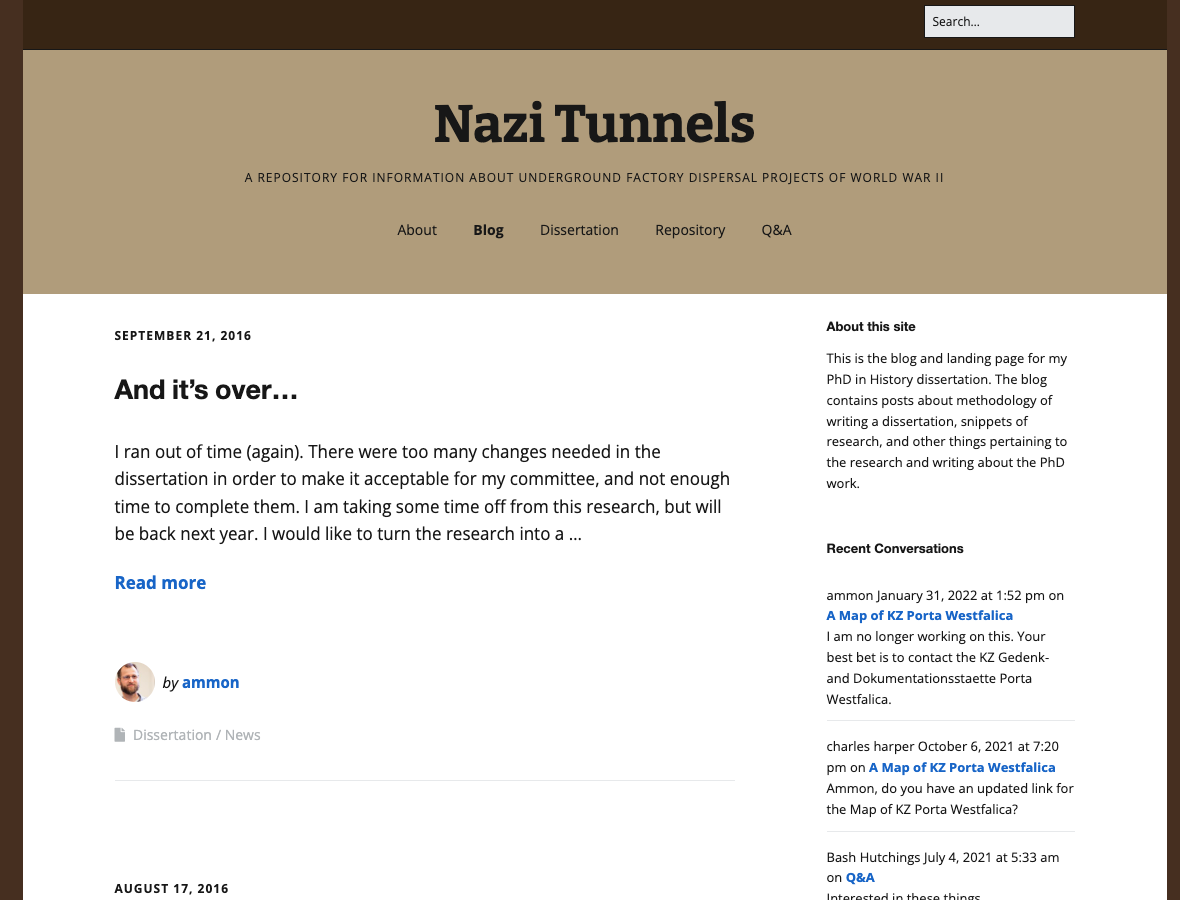 Search…
Nazi Tunnels
A REPOSITORY FOR INFORMATION ABOUT UNDERGROUND FACTORY DISPERSAL PROJECTS OF WORLD WAR II
About Blog Dissertation Repository Q&A
SEPTEMBER 21, 2016
And it’s over…
I ran out of time (again). There were too many changes needed in the
dissertation in order to make it acceptable for my committee, and not enough
time to complete them. I am taking some time off from this research, but will
be back next year. I would like to turn the research into a …
Read more
by ammon
Dissertation / News
AUGUST 17, 2016
About this site
This is the blog and landing page for my
PhD in History dissertation. The blog
contains posts about methodology of
writing a dissertation, snippets of
research, and other things pertaining to
the research and writing about the PhD
work.
Recent Conversations
ammon January 31, 2022 at 1:52 pm on
A Map of KZ Porta Westfalica
I am no longer working on this. Your
best bet is to contact the KZ Gedenk-
and Dokumentationsstaette Porta
Westfalica.
charles harper October 6, 2021 at 7:20
pm on A Map of KZ Porta Westfalica
Ammon, do you have an updated link for
the Map of KZ Porta Westfalica?
Bash Hutchings July 4, 2021 at 5:33 am
on Q&A
Interested in these things